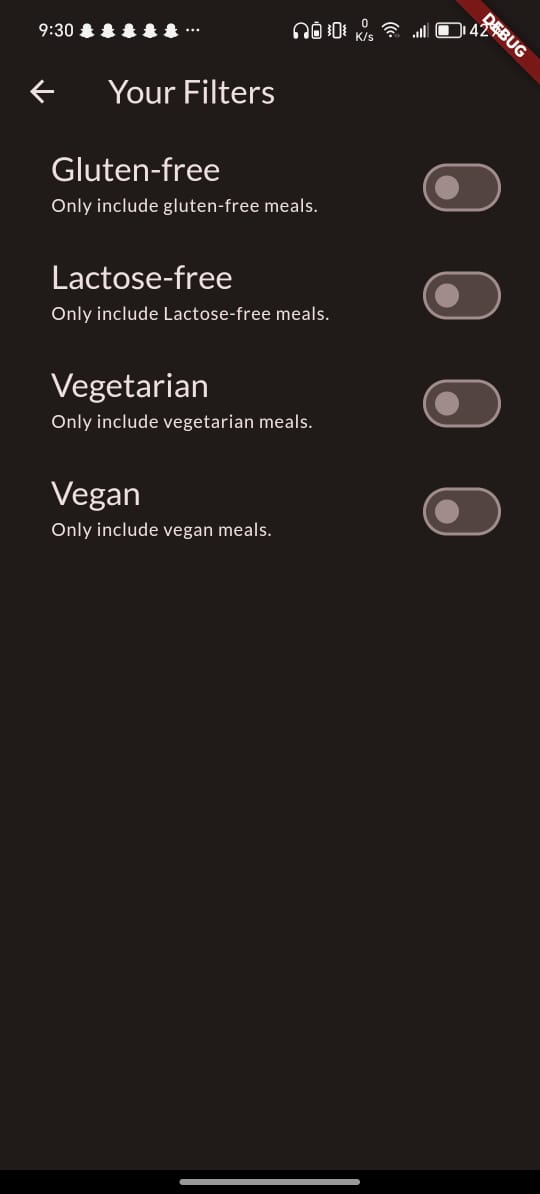 9:30 ... 0 K/s 42
DEBUG
Your Filters
Gluten-free
Only include gluten-free meals.
Lactose-free
Only include Lactose-free meals.
Vegetarian
Only include vegetarian meals.
Vegan
Only include vegan meals.